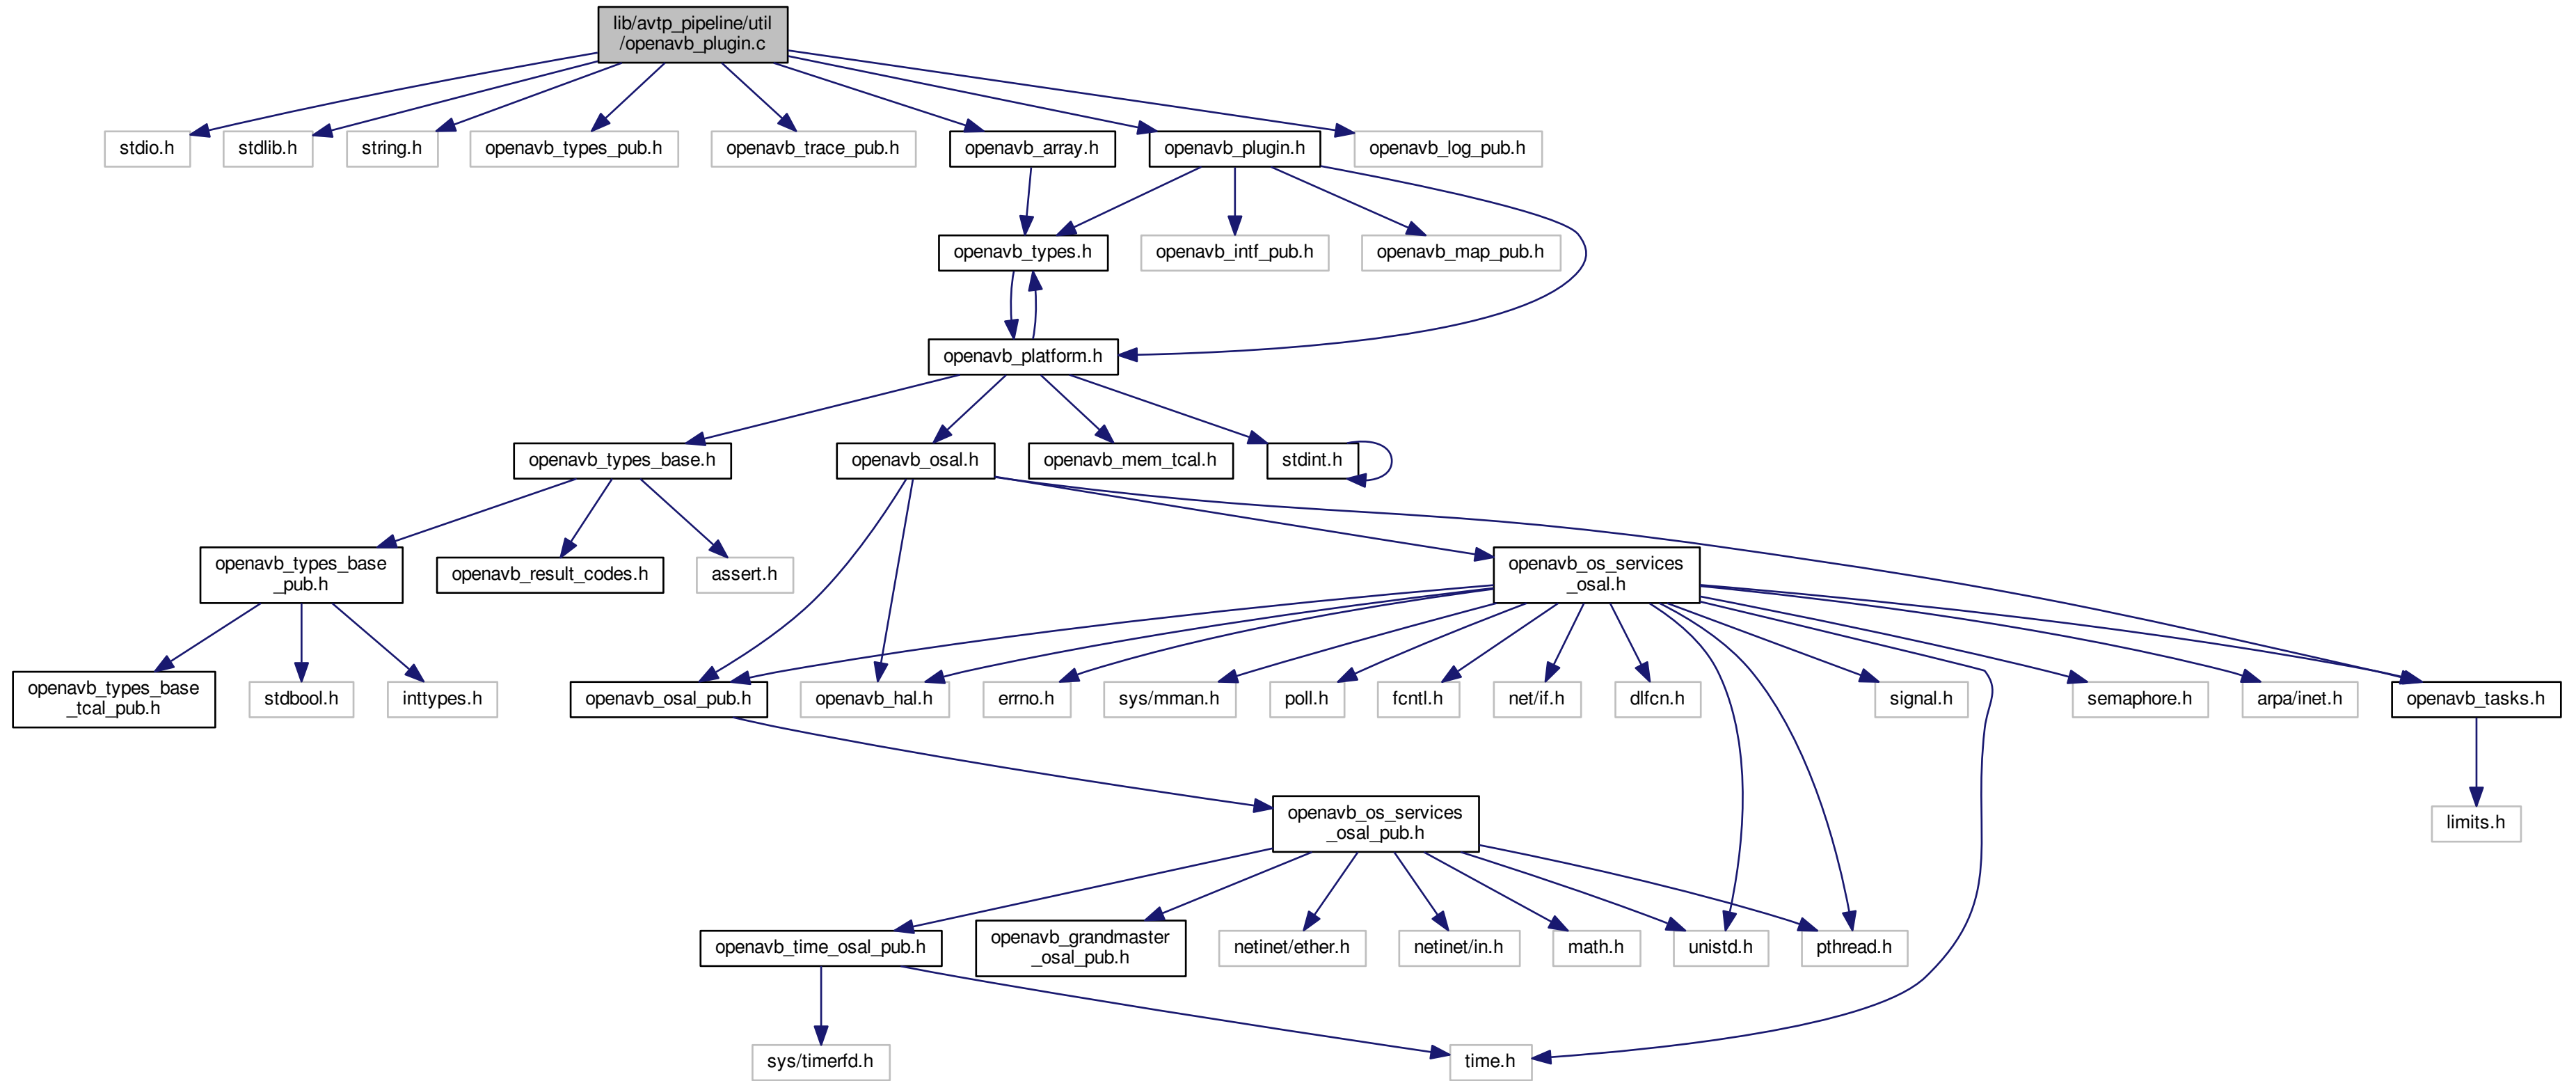 lib/avtp_pipeline/util
/openavb_plugin.c
stdio.h
stdlib.h
string.h
openavb_types_pub.h
openavb_trace_pub.h
openavb_array.h
openavb_plugin.h
openavb_log_pub.h
openavb_types.h
openavb_intf_pub.h
openavb_map_pub.h
openavb_platform.h
openavb_types_base.h
openavb_osal.h
openavb_mem_tcal.h
stdint.h
openavb_types_base
_pub.h
openavb_result_codes.h
assert.h
openavb_os_services
_osal.h
openavb_types_base
_tcal_pub.h
stdbool.h
inttypes.h
openavb_osal_pub.h
openavb_hal.h
errno.h
sys/mman.h
poll.h
fcntl.h
net/if.h
dlfcn.h
signal.h
semaphore.h
arpa/inet.h
openavb_tasks.h
openavb_os_services
_osal_pub.h
limits.h
openavb_time_osal_pub.h
openavb_grandmaster
_osal_pub.h
netinet/ether.h
netinet/in.h
math.h
unistd.h
pthread.h
sys/timerfd.h
time.h